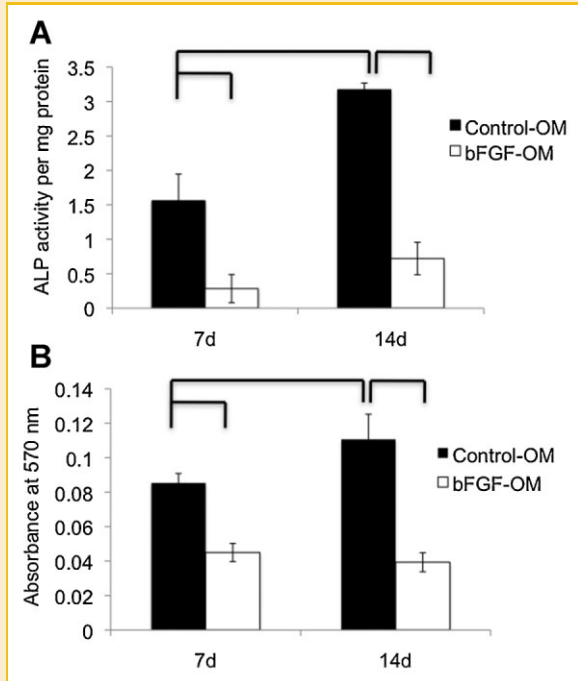 A
3.5
3
2.5
2
1.5
1
0.5
0
ALP activity per mg protein
7d
14d
Control-OM
bFGF-OM
B
0.14
0.12
0.1
0.08
0.06
0.04
0.02
0
Absorbance at 570 nm
7d
14d
Control-OM
bFGF-OM